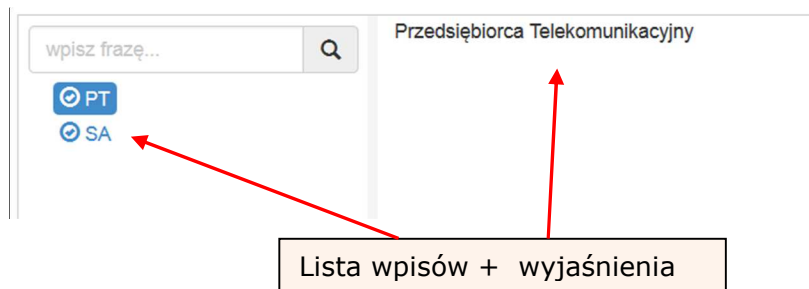 wpisz frazę...
Przedsiębiorca Telekomunikacyjny
PT
SA
Lista wpisów + wyjaśnienia